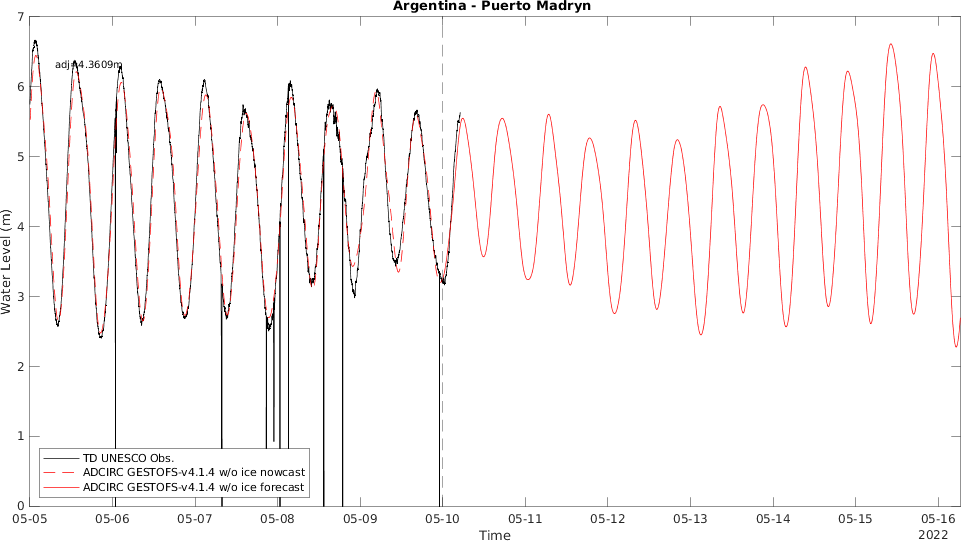 Argentina - Puerto Madryn
7
6
5
4
3
2
1
0
Water Level (m)
adj=4.3609m
TD UNESCO Obs.
ADCIRC GESTOFS-v4.1.4 w/o ice nowcast
ADCIRC GESTOFS-v4.1.4 w/o ice forecast
05-05 05-06 05-07 05-08 05-09 05-10 05-11 05-12 05-13 05-14 05-15 05-16
Time
2022